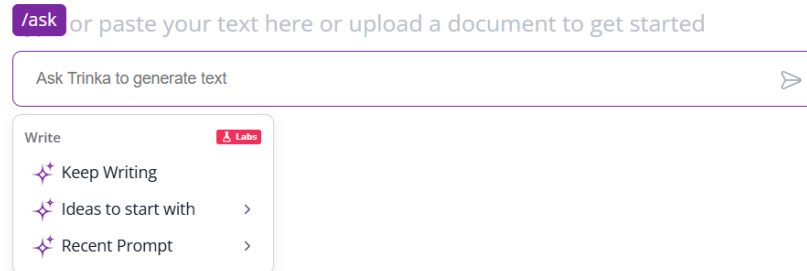 /ask or paste your text here or upload a document to get started
Ask Trinka to generate text
Write Labs
Keep Writing
Ideas to start with
Recent Prompt